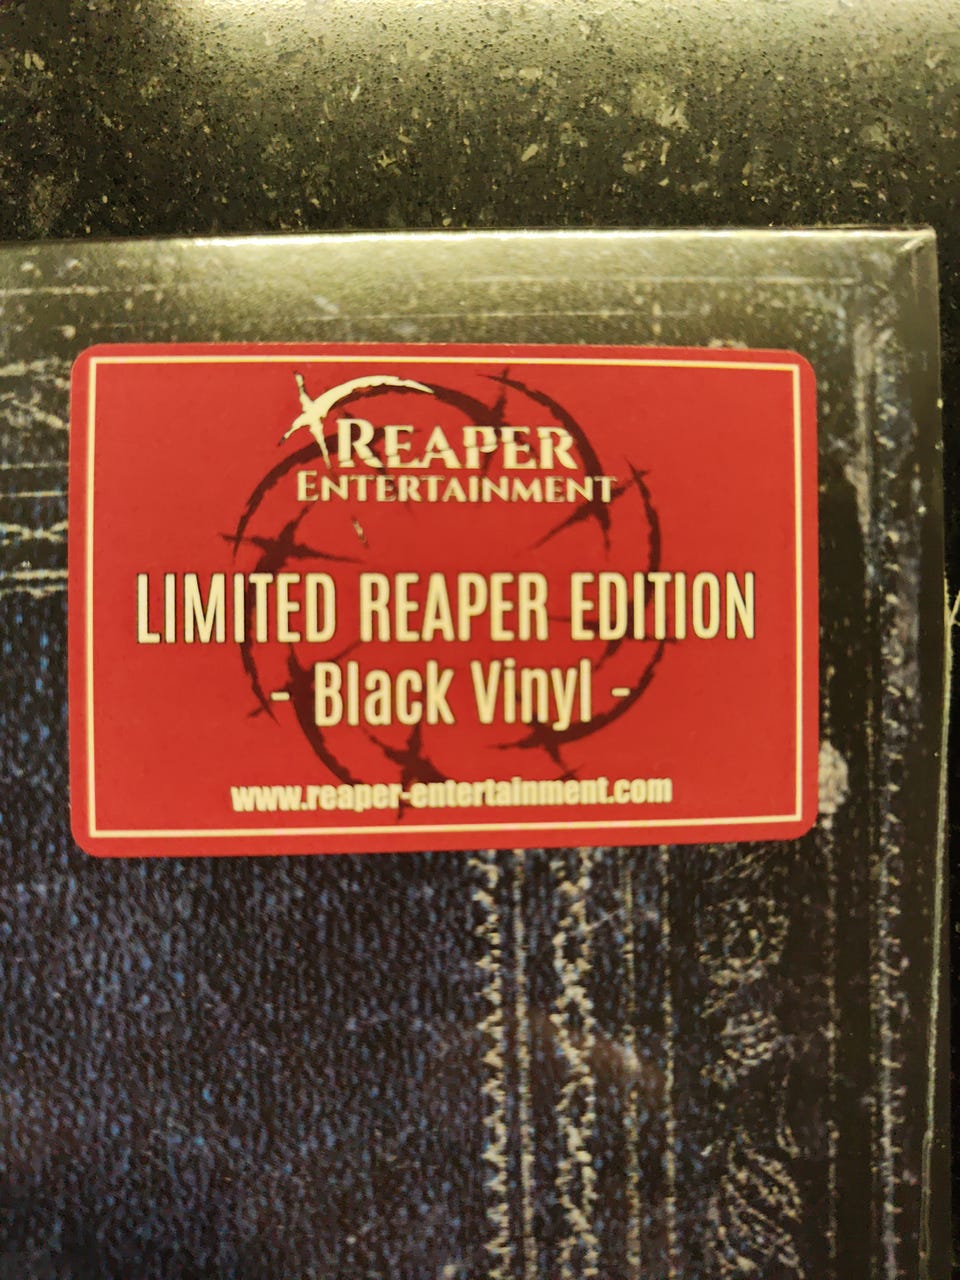 REAPER
ENTERTAINMENT
LIMITED REAPER EDITION
- Black Vinyl -
www.reaper-entertainment.com